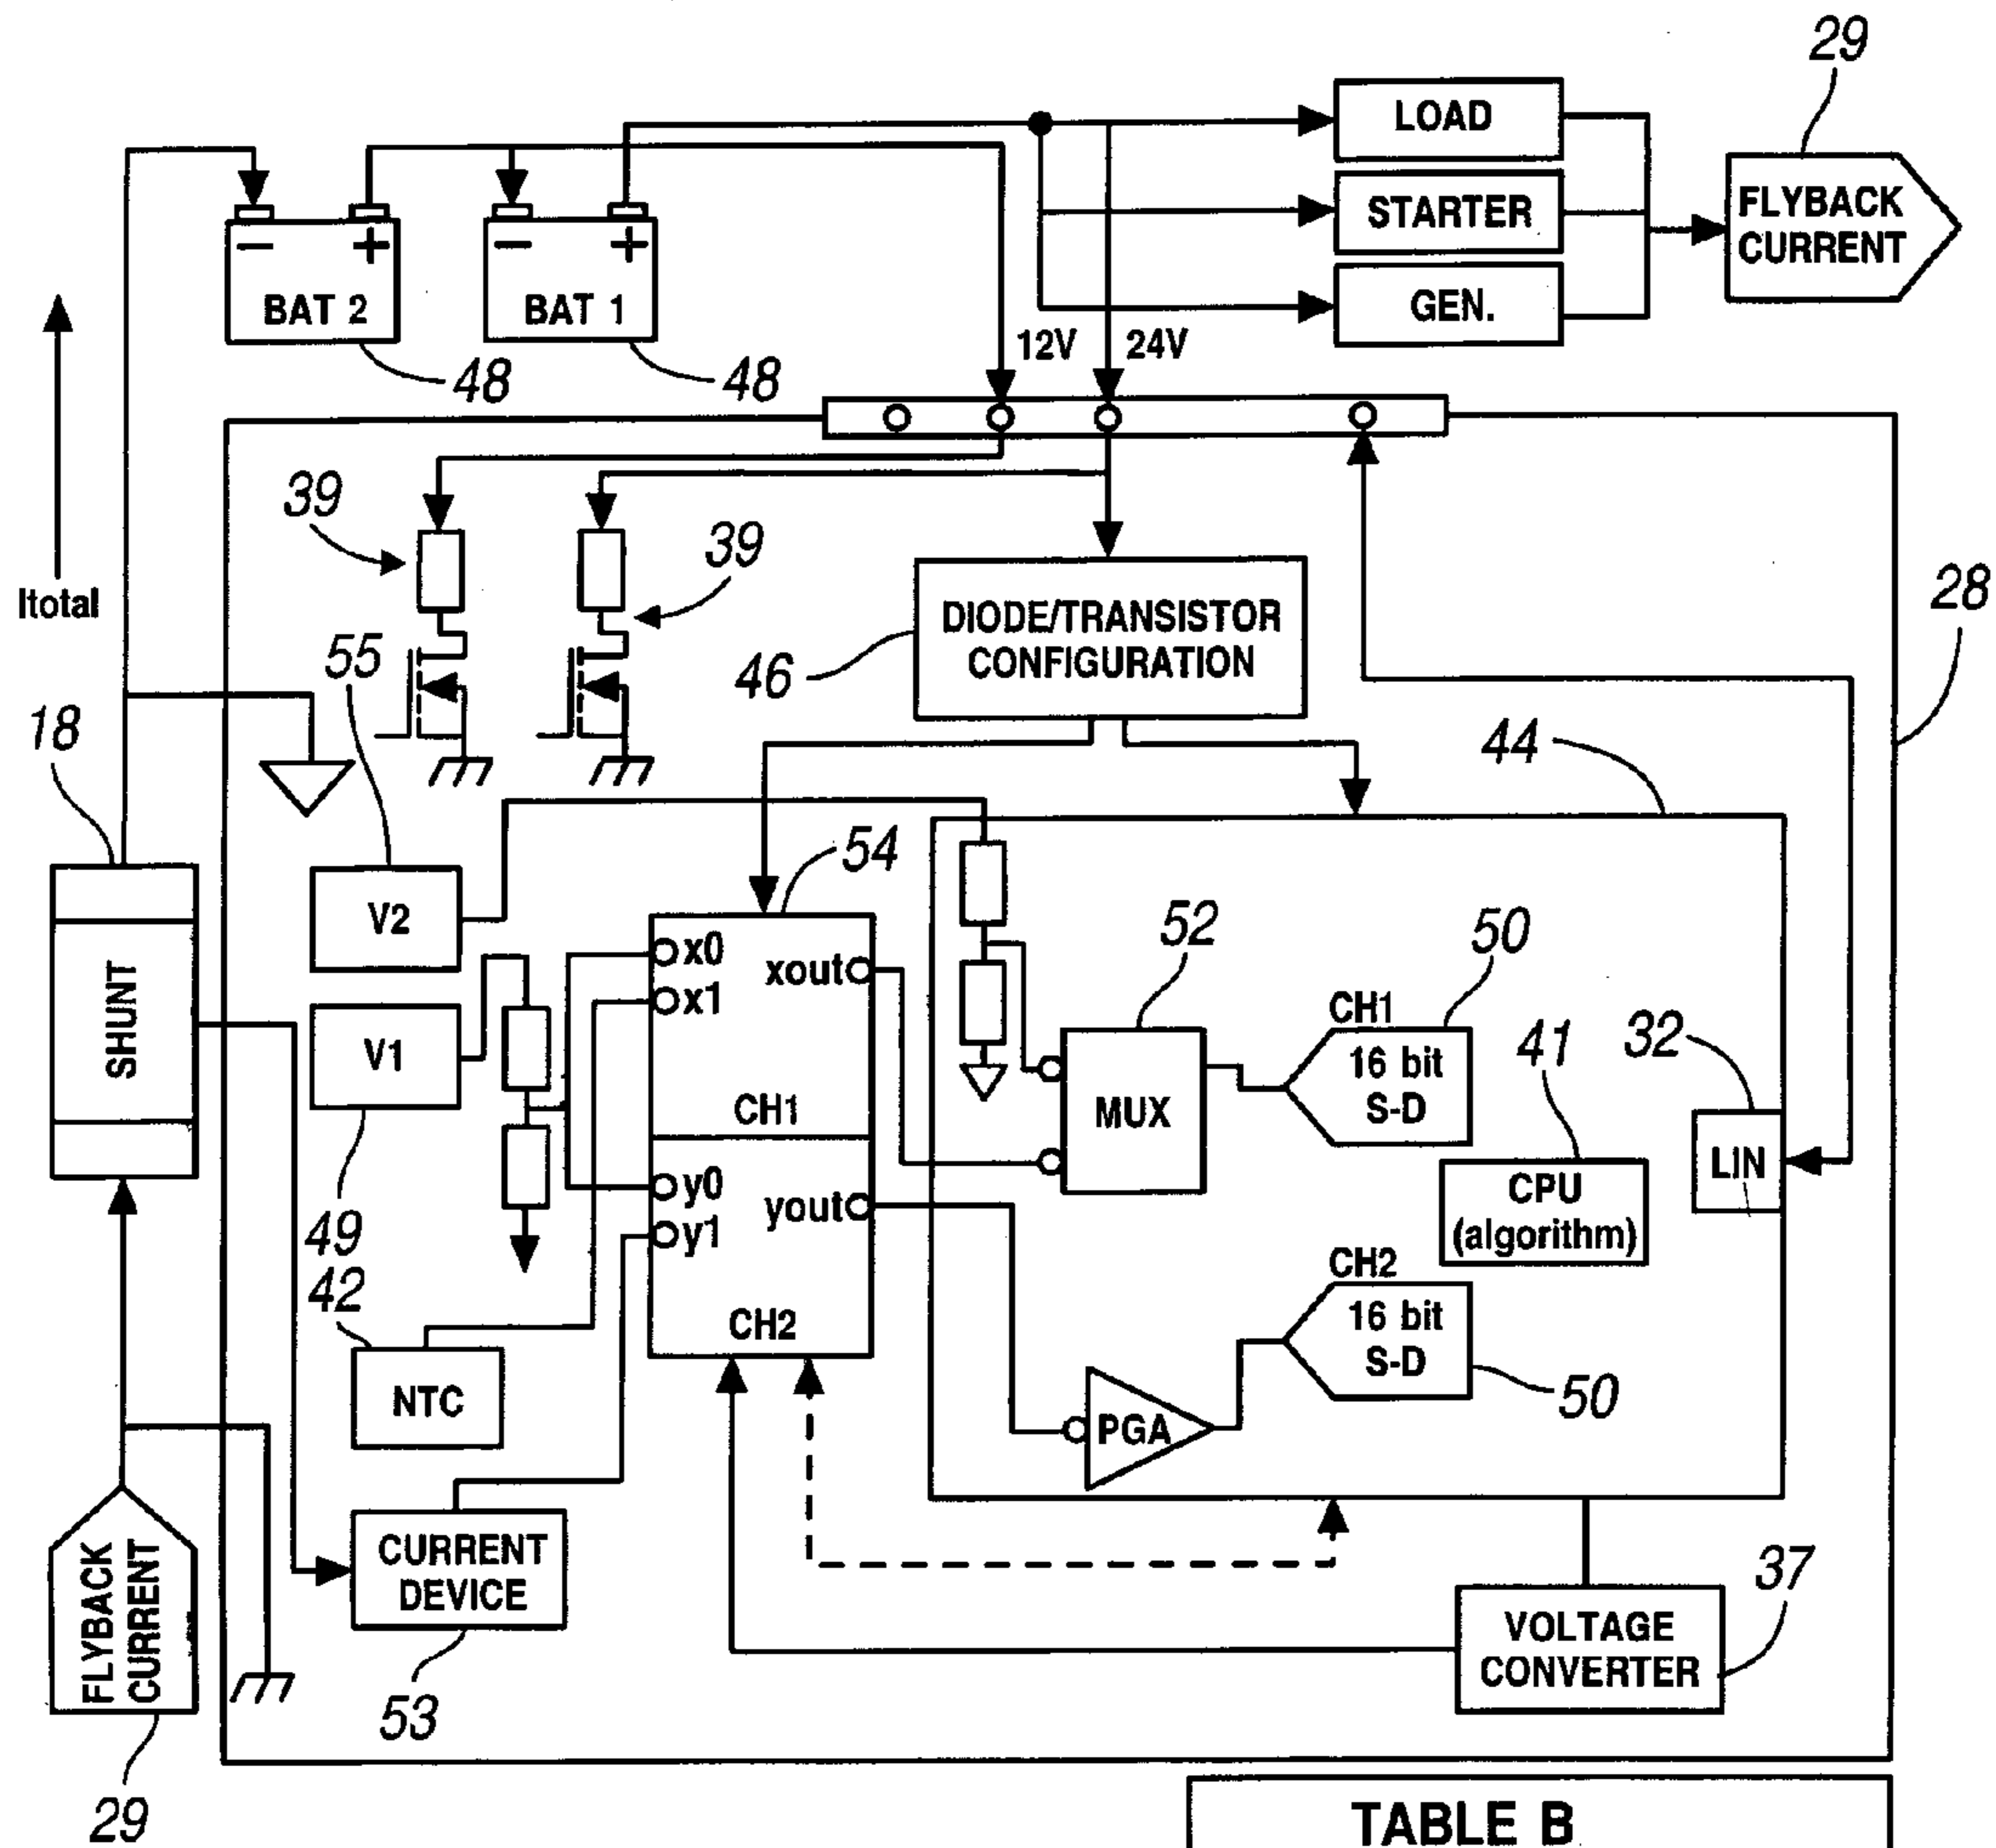 29
LOAD
STARTER
GEN.
FLYBACK
CURRENT
BAT 2
BAT 1
48
48
12V
24V
Itotal
39
39
28
DIODE/TRANSISTOR
CONFIGURATION
46
55
18
44
V2
54
SHUNT
V1
49
x0
x1
xout
CH1
y0
y1
yout
CH2
52
MUX
50
CH1
16 bit
S-D
41
CPU
(algorithm)
32
LIN
42
NTC
CH2
16 bit
S-D
50
PGA
FLYBACK
CURRENT
29
CURRENT
DEVICE
53
VOLTAGE
CONVERTER
37
TABLE B